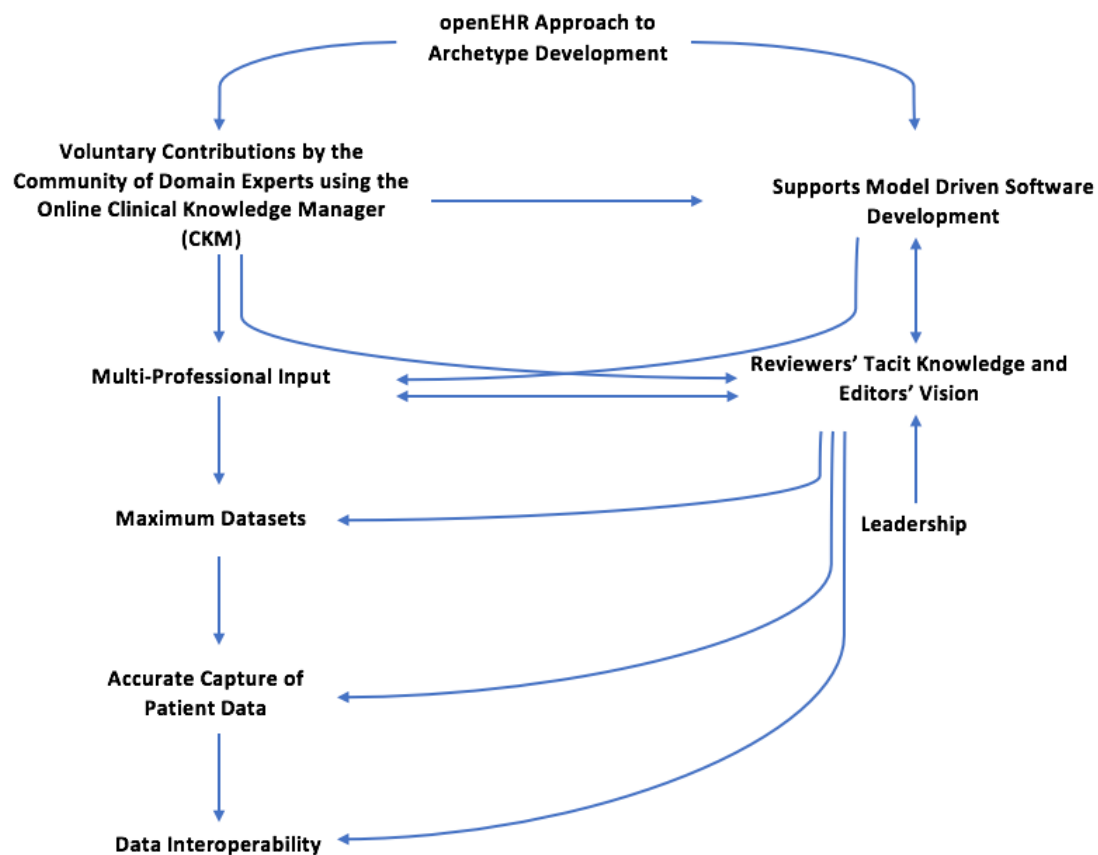 openEHR Approach to
Archetype Development
Voluntary Contributions by the
Community of Domain Experts using the
Online Clinical Knowledge Manager
(CKM)
Supports Model Driven Software
Development
Multi-Professional Input
Reviewers’ Tacit Knowledge and
Editors’ Vision
Maximum Datasets
Leadership
Accurate Capture of
Patient Data
Data Interoperability